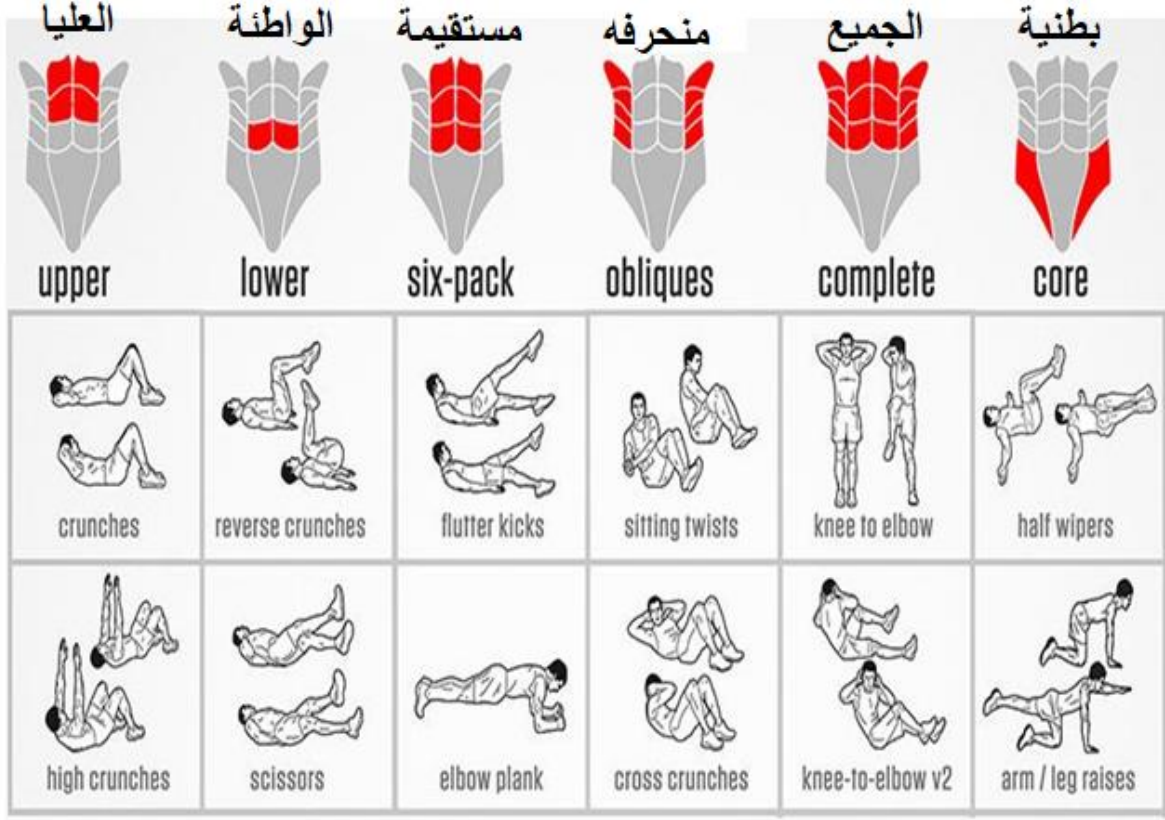 العليا
الواطئة
مستقيمة
منحرفه
الجميع
بطنية
upper
lower
six-pack
obliques
complete
core
crunches
reverse crunches
flutter kicks
sitting twists
knee to elbow
half wipers
high crunches
scissors
elbow plank
cross crunches
knee-to-elbow v2
arm / leg raises